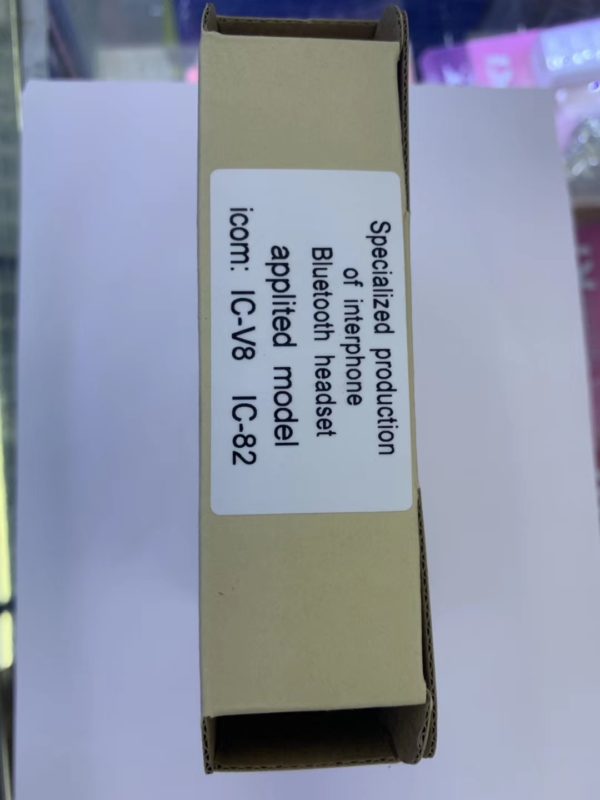 Specialized production
of interphone
Bluetooth headset
applited model
icom: IC-V8 IC-82